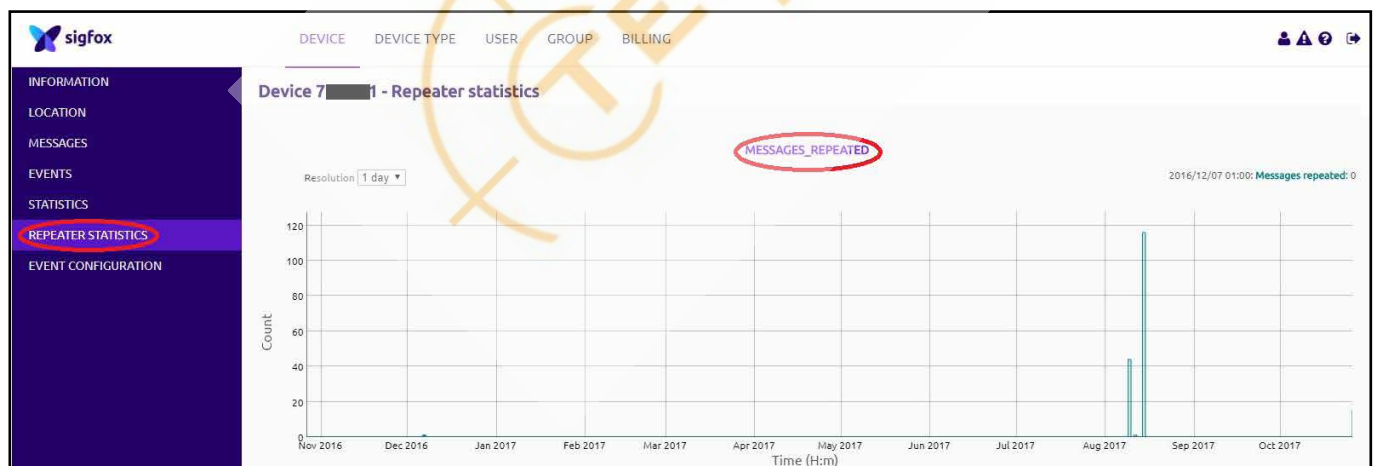 sigfox
DEVICE DEVICE TYPE USER GROUP BILLING
INFORMATION
LOCATION
MESSAGES
EVENTS
STATISTICS
REPEATER STATISTICS
EVENT CONFIGURATION
Device 7 1 - Repeater statistics
MESSAGES_REPEATED
Resolution 1 day
2016/12/07 01:00: Messages repeated: 0
Count
120
100
80
60
40
20
0
Nov 2016 Dec 2016 Jan 2017 Feb 2017 Mar 2017 Apr 2017 May 2017 Jun 2017 Jul 2017 Aug 2017 Sep 2017 Oct 2017
Time (H:m)